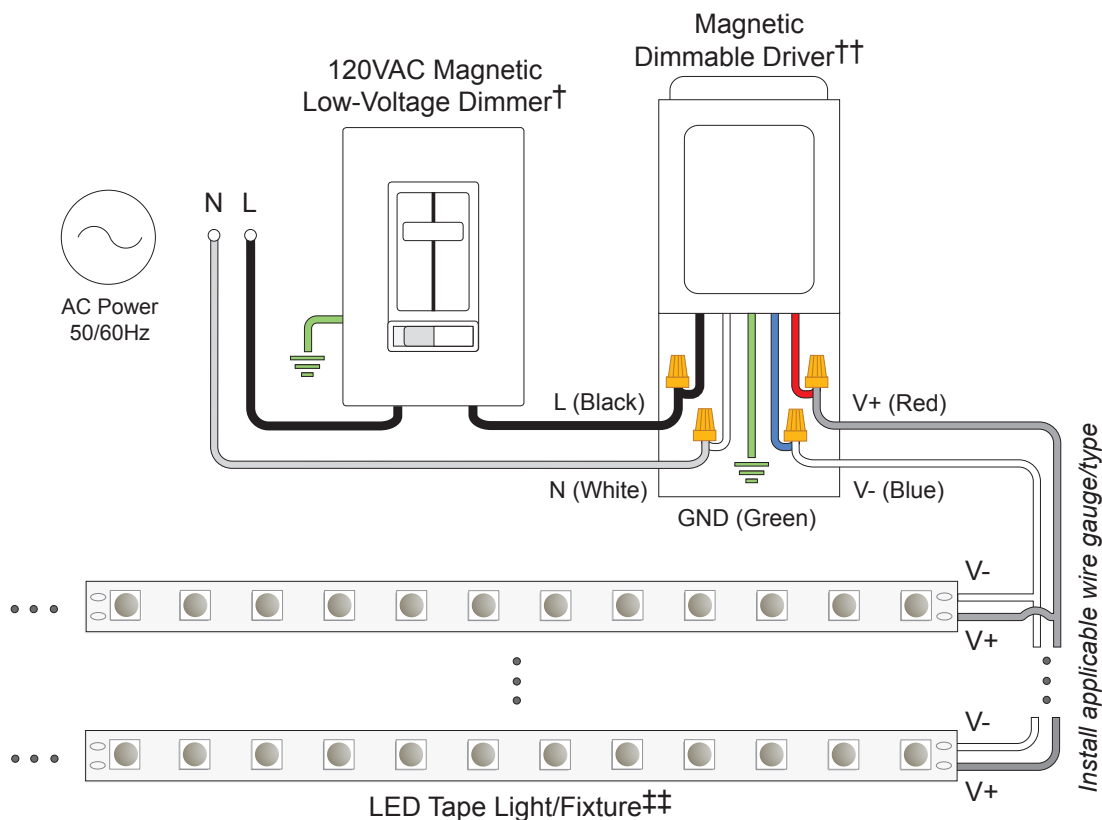 Magnetic
Dimmable Driver††
120VAC Magnetic
Low-Voltage Dimmer†
N L
AC Power
50/60Hz
L (Black)
V+ (Red)
N (White)
V- (Blue)
GND (Green)
Install applicable wire gauge/type
V-
V+
V-
V+
LED Tape Light/Fixture‡‡